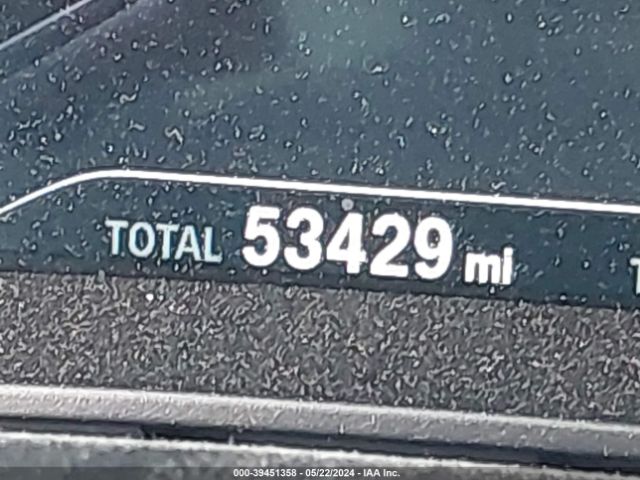 TOTAL 53429 mi
000-39451358 - 05/22/2024 - IAA Inc.